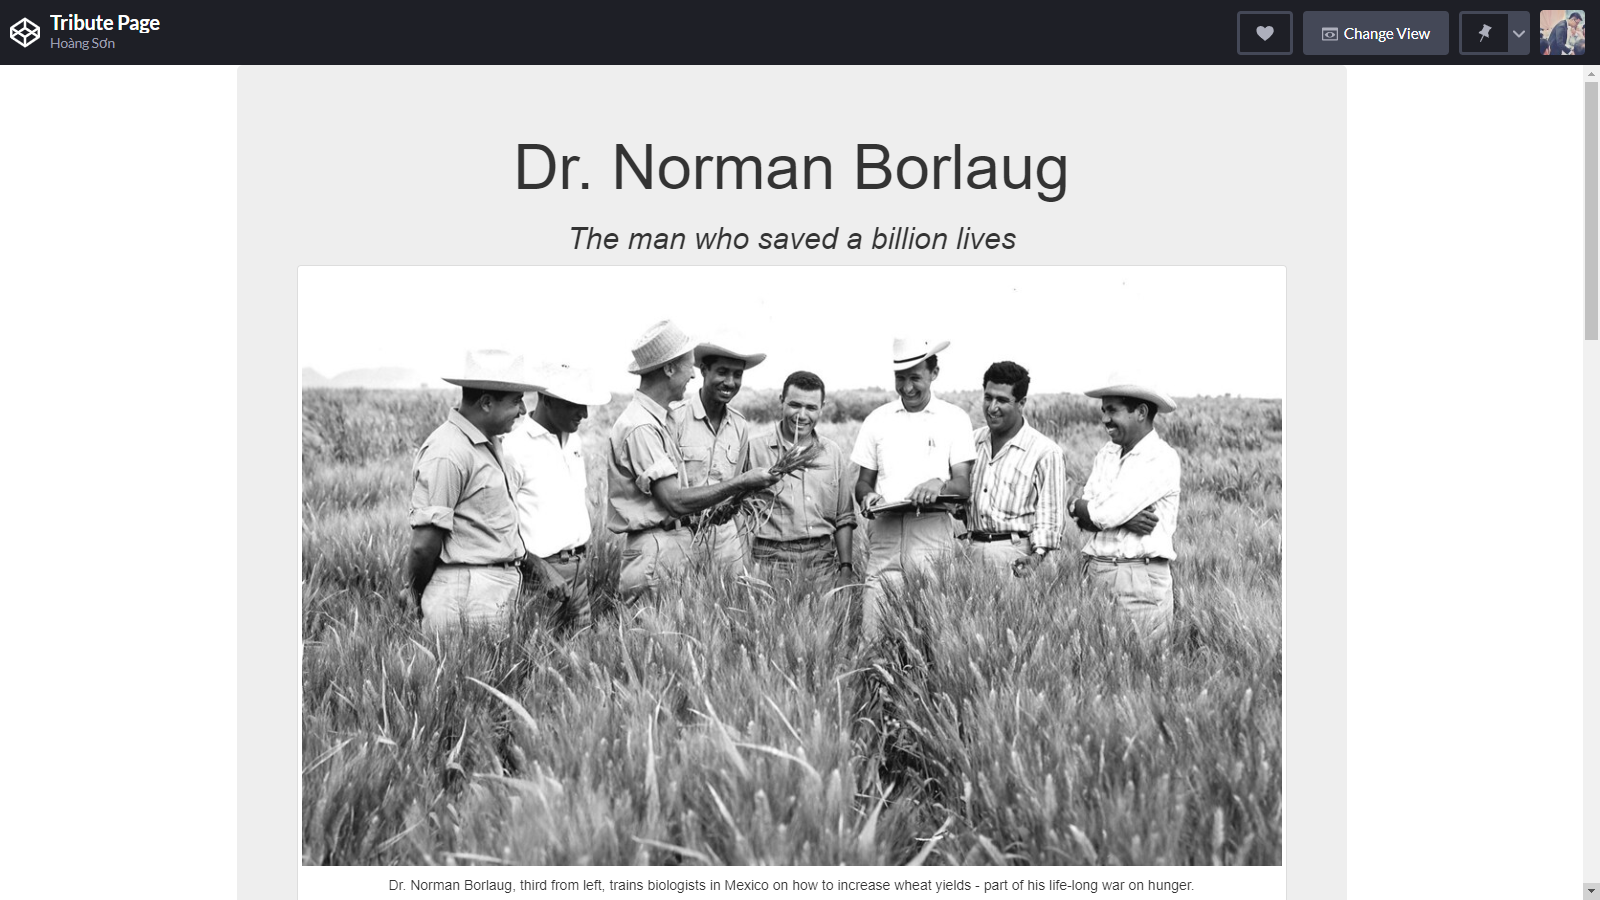 Tribute Page
Hoàng Sơn
Change View
Dr. Norman Borlaug
The man who saved a billion lives
Dr. Norman Borlaug, third from left, trains biologists in Mexico on how to increase wheat yields - part of his life-long war on hunger.